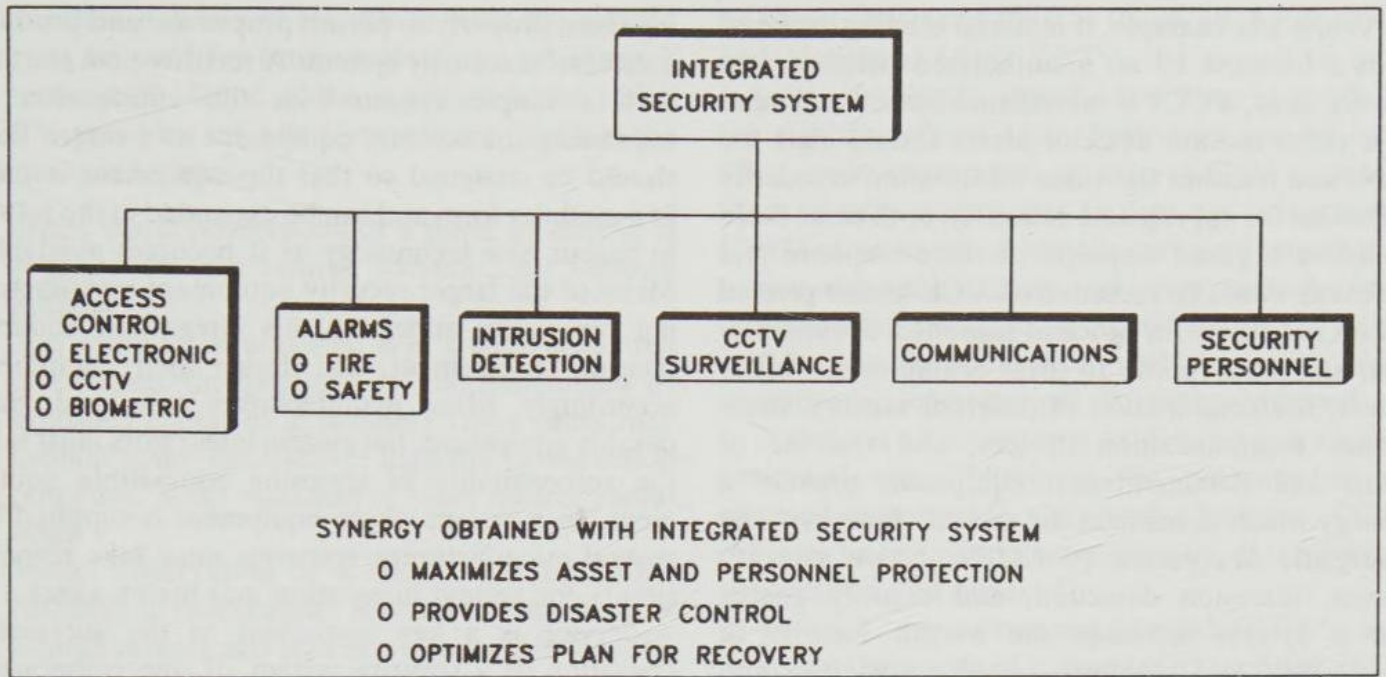 INTEGRATED
SECURITY SYSTEM
ACCESS
CONTROL
O ELECTRONIC
O CCTV
O BIOMETRIC
ALARMS
O FIRE
O SAFETY
INTRUSION
DETECTION
CCTV
SURVEILLANCE
COMMUNICATIONS
SECURITY
PERSONNEL
SYNERGY OBTAINED WITH INTEGRATED SECURITY SYSTEM
O MAXIMIZES ASSET AND PERSONNEL PROTECTION
O PROVIDES DISASTER CONTROL
O OPTIMIZES PLAN FOR RECOVERY